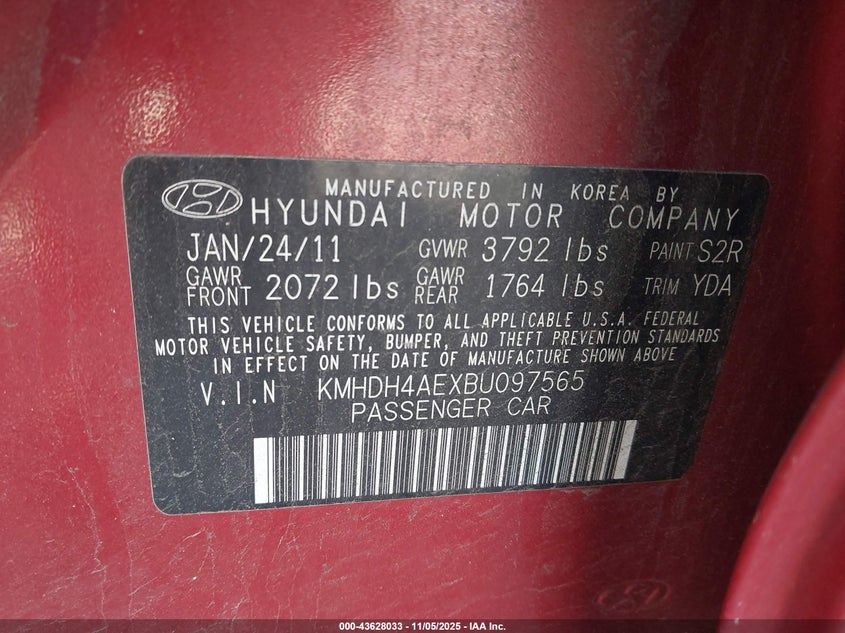 MANUFACTURED IN KOREA BY
HYUNDAI MOTOR COMPANY
JAN/24/11 GVWR 3792 lbs PAINT S2R
GAWR FRONT 2072 lbs GAWR REAR 1764 lbs TRIM YDA
THIS VEHICLE CONFORMS TO ALL APPLICABLE U.S.A. FEDERAL
MOTOR VEHICLE SAFETY, BUMPER, AND THEFT PREVENTION STANDARDS
IN EFFECT ON THE DATE OF MANUFACTURE SHOWN ABOVE
V.I.N KMHDH4AEXBU097565
PASSENGER CAR
000-43628033 — 11/05/2025 — IAA Inc.